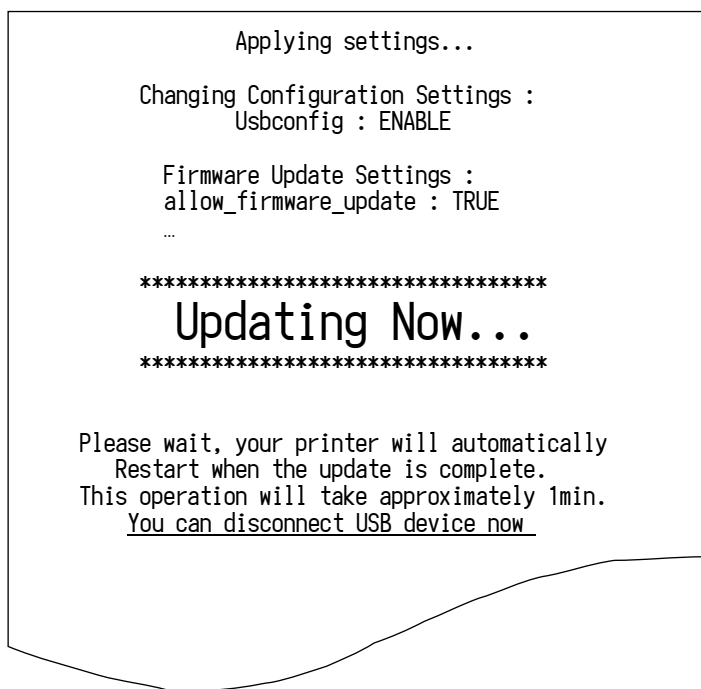 Applying settings...
Changing Configuration Settings :
Usbconfig : ENABLE
Firmware Update Settings :
allow_firmware_update : TRUE
…
**********************************
Updating Now...
**********************************
Please wait, your printer will automatically
Restart when the update is complete.
This operation will take approximately 1min.
You can disconnect USB device now